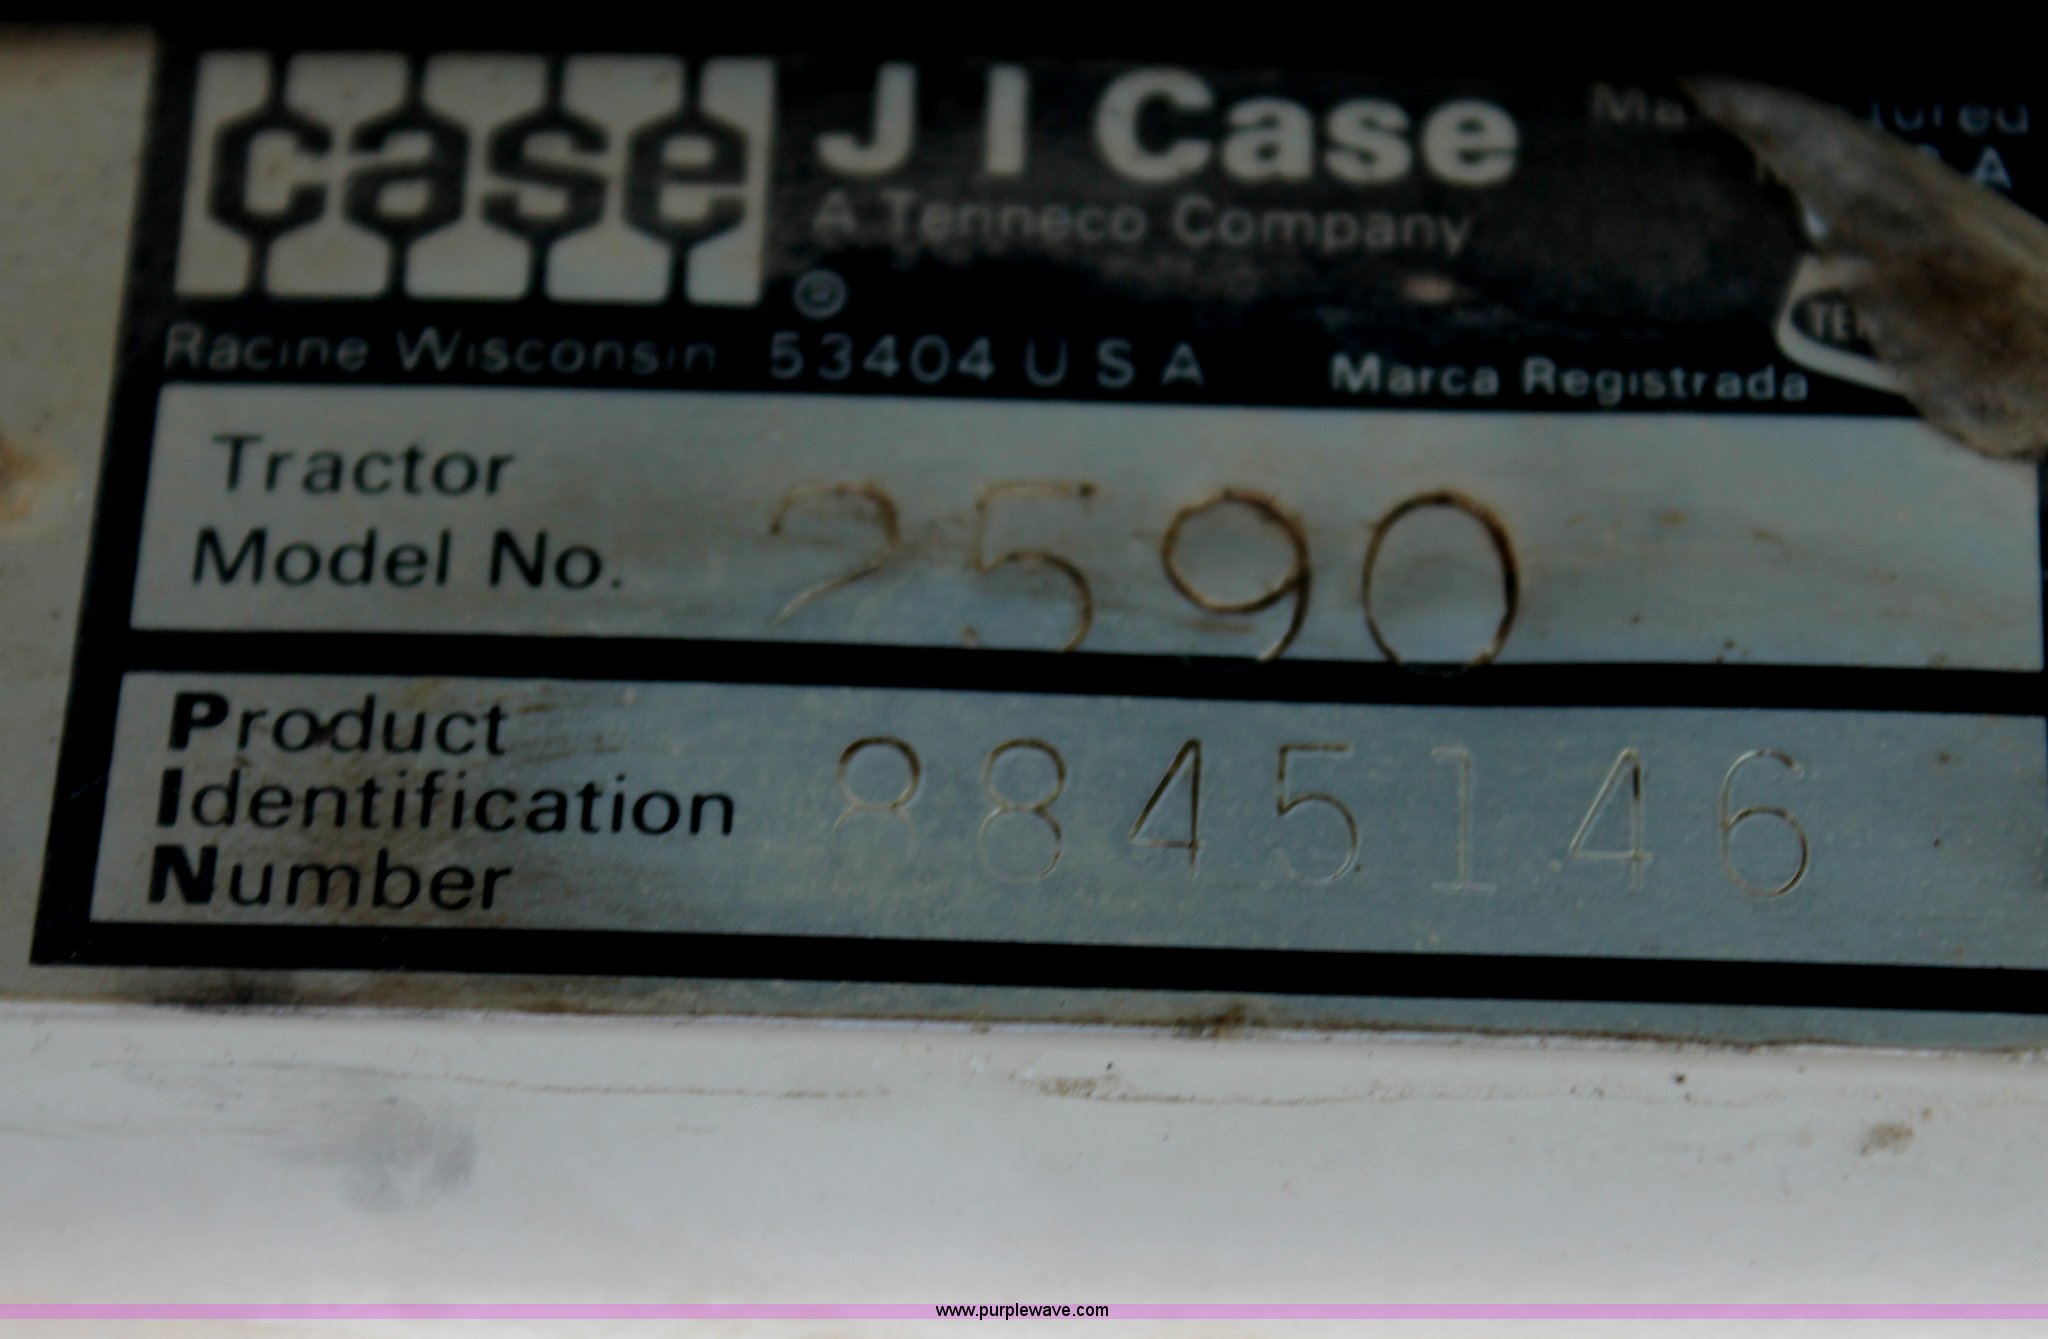 case
J I Case
A Tenneco Company
©
Racine Wisconsin 53404 U S A
Marca Registrada
Tractor
Model No. 2590
Product
Identification
Number
8845146
www.purplewave.com